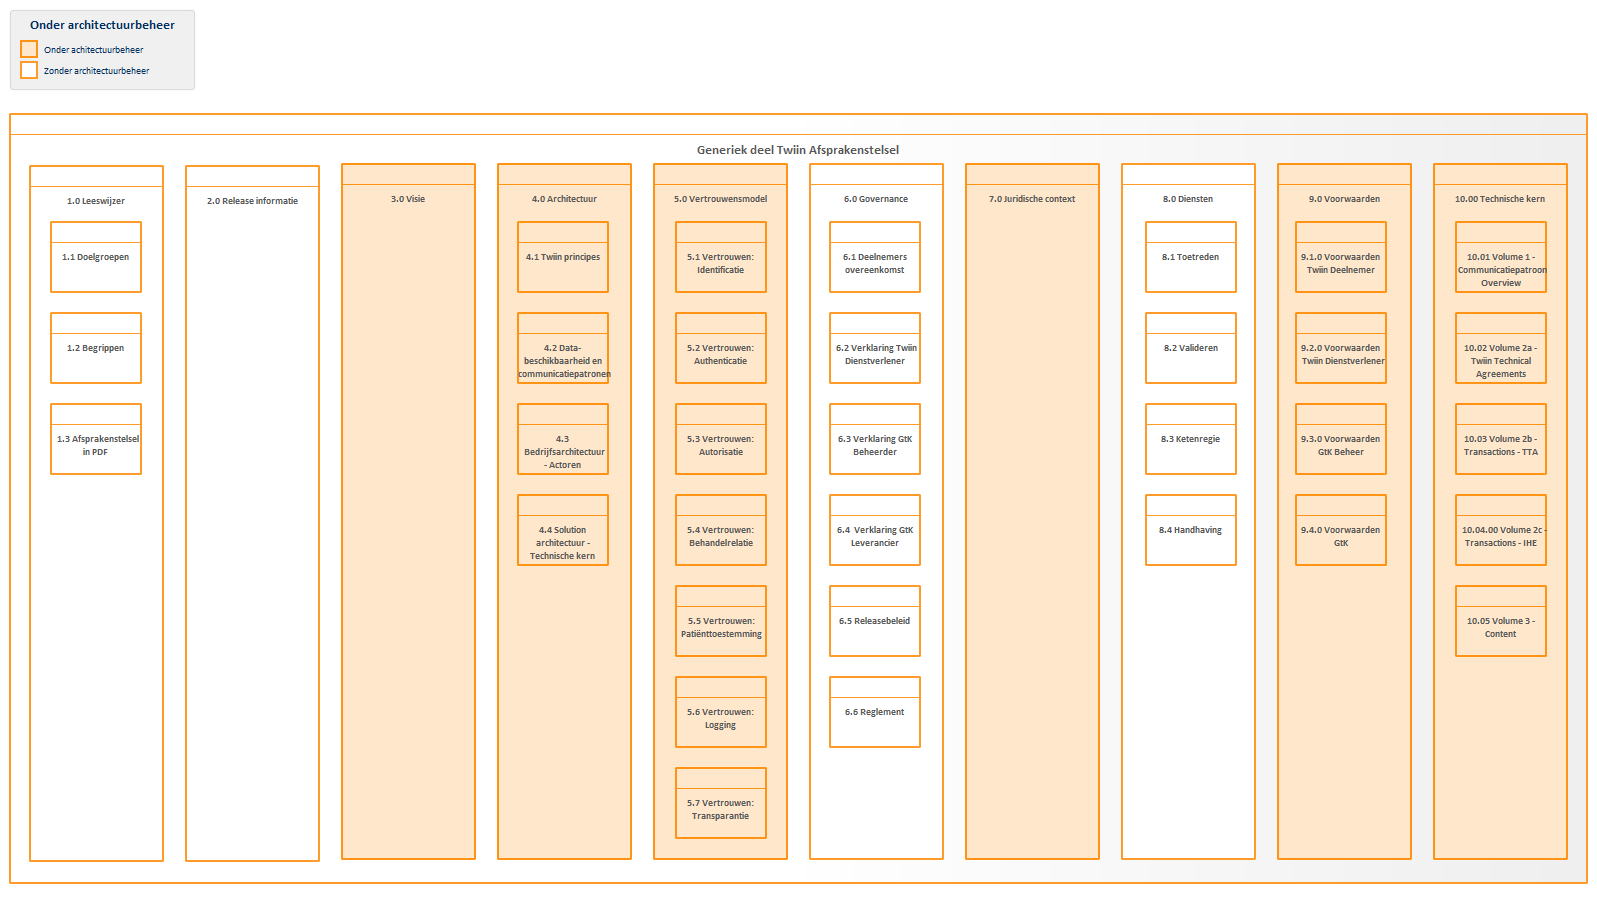 Onder architectuurbeheer
Onder achitectuurbeheer
Zonder architectuurbeheer
Generiek deel Twiin Afsprakenstelsel
1.0 Leeswijzer
1.1 Doelgroepen
1.2 Begrippen
1.3 Afsprakenstelsel
in PDF
2.0 Release informatie
3.0 Visie
4.0 Architectuur
4.1 Twiin principes
4.2 Data-
beschikbaarheid en
communicatiepatronen
4.3
Bedrijfsarchitectuur
- Actoren
4.4 Solution
architectuur -
Technische kern
5.0 Vertrouwensmodel
5.1 Vertrouwen:
Identificatie
5.2 Vertrouwen:
Authenticatie
5.3 Vertrouwen:
Autorisatie
5.4 Vertrouwen:
Behandelrelatie
5.5 Vertrouwen:
Patiënttoestemming
5.6 Vertrouwen:
Logging
5.7 Vertrouwen:
Transparantie
6.0 Governance
6.1 Deelnemers
overeenkomst
6.2 Verklaring Twiin
Dienstverlener
6.3 Verklaring GtK
Beheerder
6.4  Verklaring GtK
Leverancier
6.5 Releasebeleid
6.6 Reglement
7.0 Juridische context
8.0 Diensten
8.1 Toetreden
8.2 Valideren
8.3 Ketenregie
8.4 Handhaving
9.0 Voorwaarden
9.1.0 Voorwaarden
Twiin Deelnemer
9.2.0 Voorwaarden
Twiin Dienstverlener
9.3.0 Voorwaarden
GtK Beheer
9.4.0 Voorwaarden
GtK
10.00 Technische kern
10.01 Volume 1 -
Communicatiepatroon
Overview
10.02 Volume 2a -
Twiin Technical
Agreements
10.03 Volume 2b -
Transactions - TTA
10.04.00 Volume 2c -
Transactions - IHE
10.05 Volume 3 -
Content